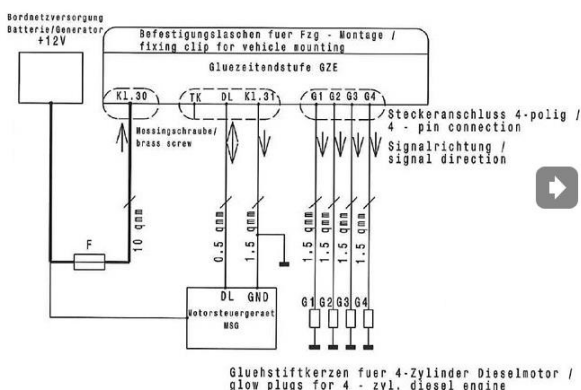 Bordnetzversorgung
Batterie/Generator
+12V
Befestigungslaschen fuer Fzg - Montage /
fixing clip for vehicle mounting
Gluezeitendstufe GZE
Kl.30
TK DL Kl.31
G1 G2 G3 G4
Steckeranschluss 4-polig /
4 - pin connection
Messingschraube/
brass screw
Signalrichtung /
signal direction
F
10 qmm
0.5 qmm
1.5 qmm
1.5 qmm
1.5 qmm
1.5 qmm
1.5 qmm
DL GND
Motorsteuergeraet
MSG
G1 G2 G3 G4
Gluehstiftkerzen fuer 4-Zylinder Dieselmotor /
glow plugs for 4 - zyl. diesel engine